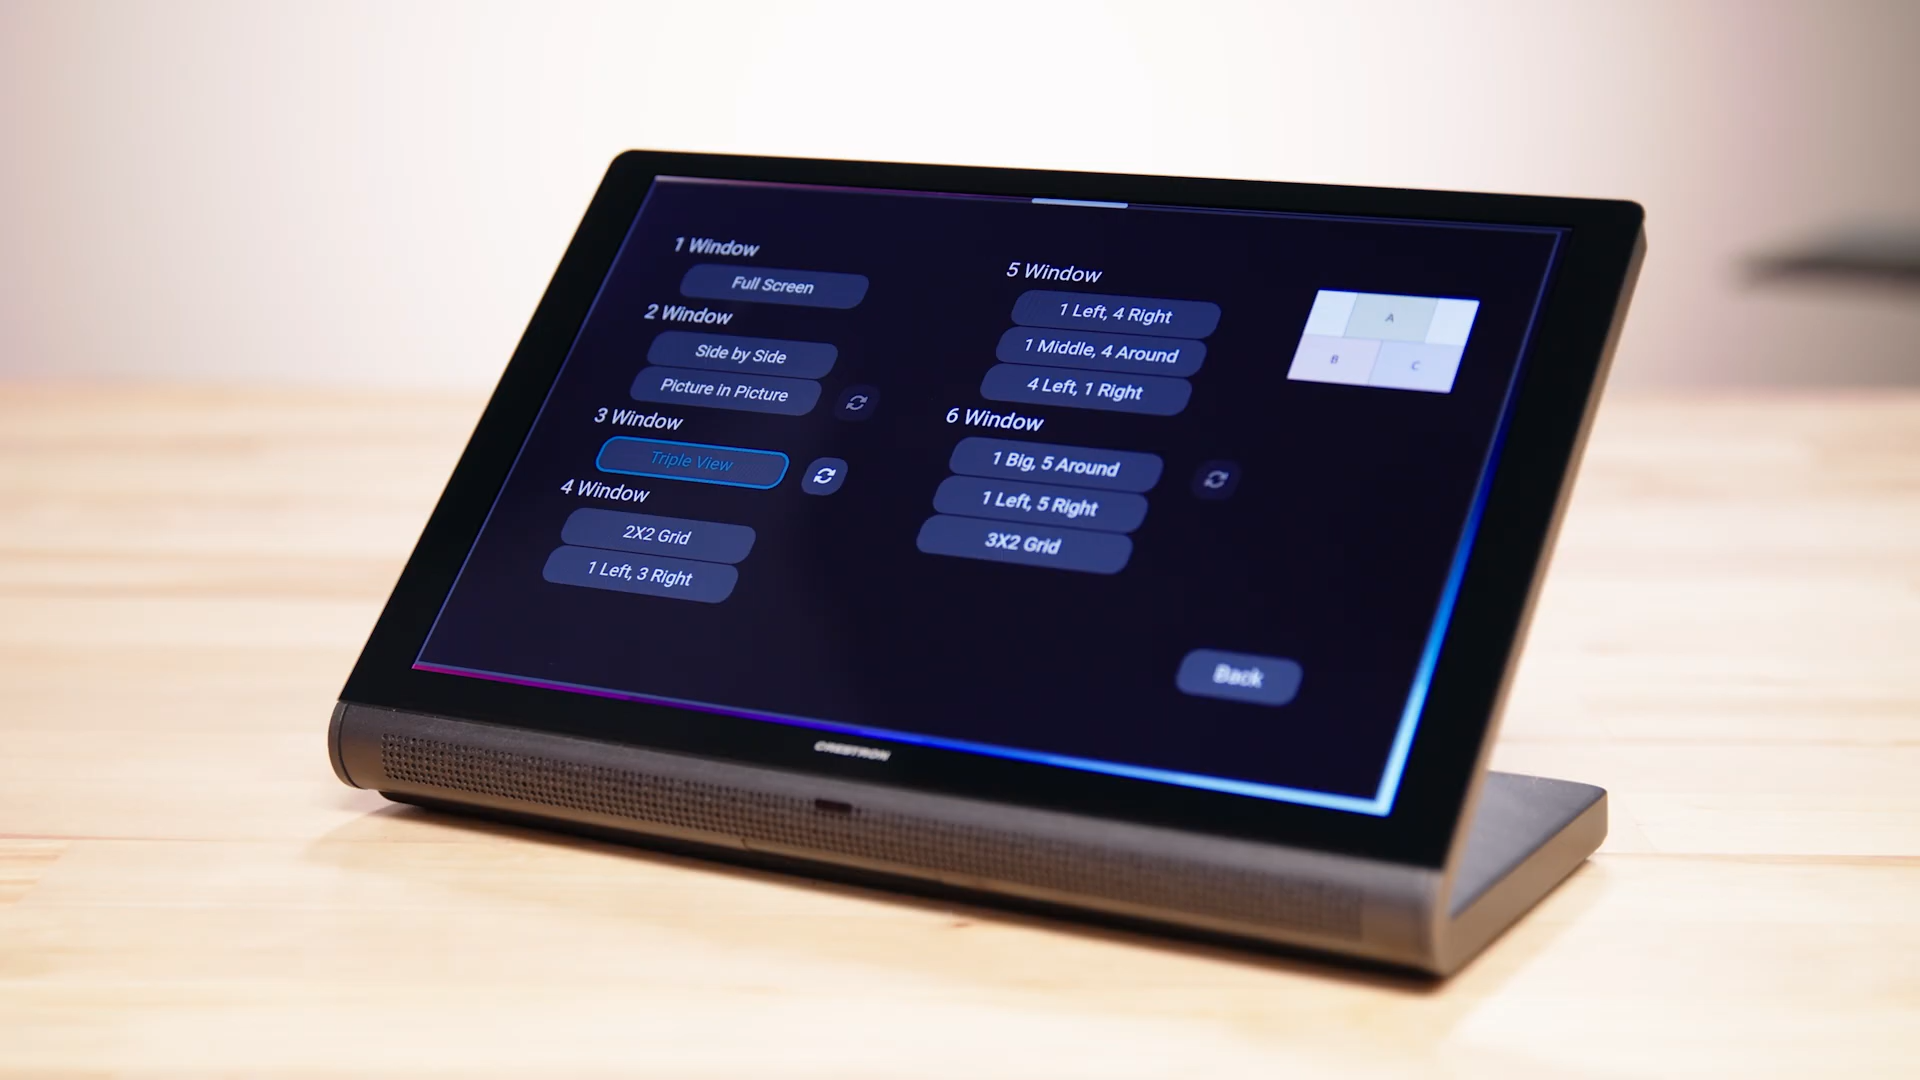 1 Window
Full Screen
2 Window
Side by Side
Picture in Picture
3 Window
Triple View
4 Window
2X2 Grid
1 Left, 3 Right
5 Window
1 Left, 4 Right
1 Middle, 4 Around
4 Left, 1 Right
6 Window
1 Big, 5 Around
1 Left, 5 Right
3X2 Grid
A
B C
Back
CRESTRON